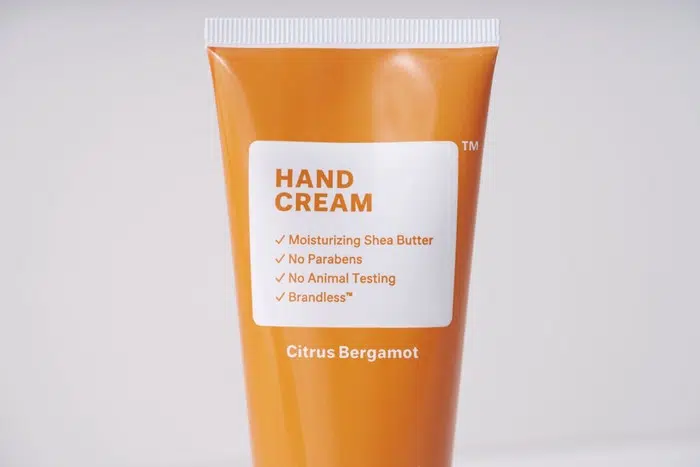 TM
HAND
CREAM
✓ Moisturizing Shea Butter
✓ No Parabens
✓ No Animal Testing
✓ Brandless™
Citrus Bergamot